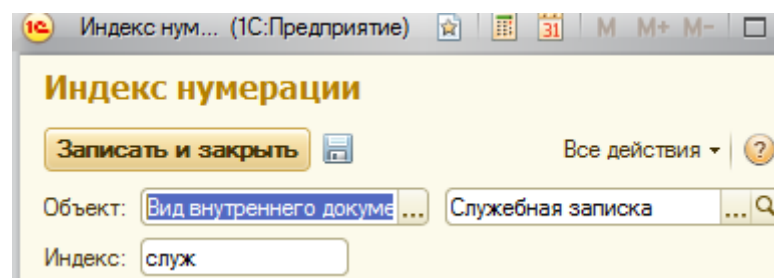 1С Индекс нум... (1С:Предприятие) 31 M M+ M-
Индекс нумерации
Записать и закрыть Все действия ?
Объект: Вид внутреннего докуме ... Служебная записка ...
Индекс: служ